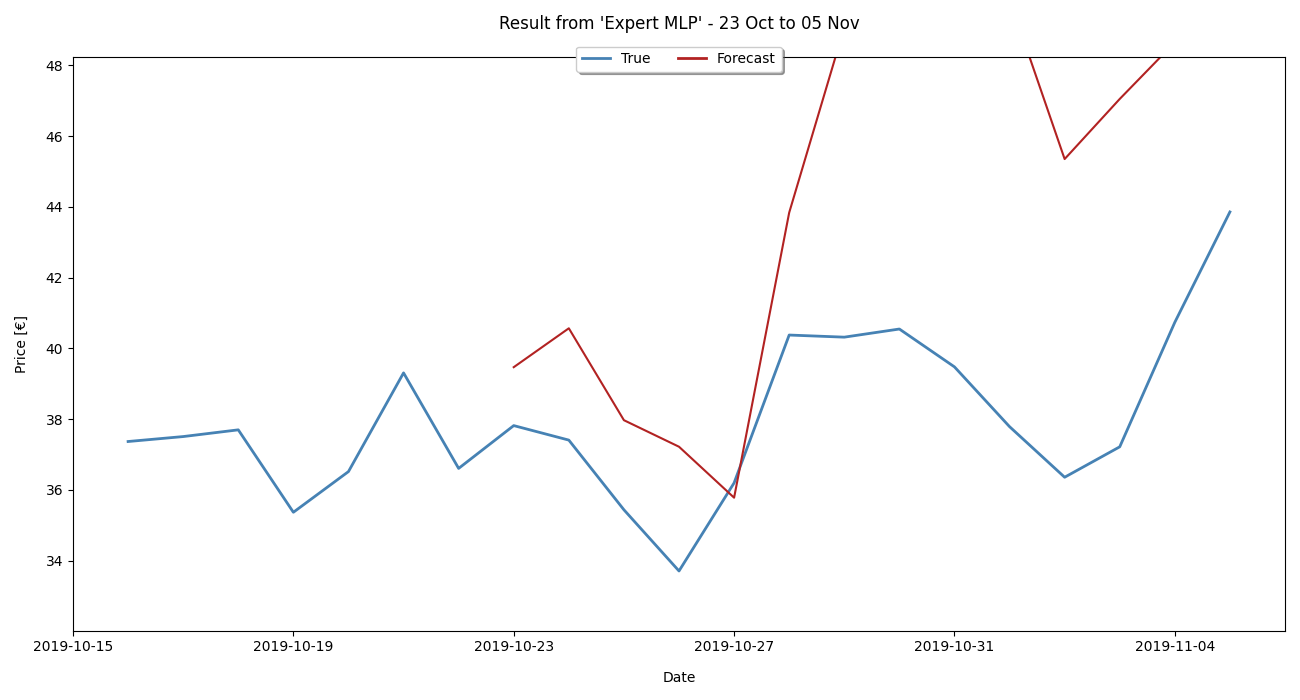 Result from 'Expert MLP' - 23 Oct to 05 Nov
True
Forecast
48
46
44
42
40
38
36
34
Price [€]
2019-10-15
2019-10-19
2019-10-23
2019-10-27
2019-10-31
2019-11-04
Date